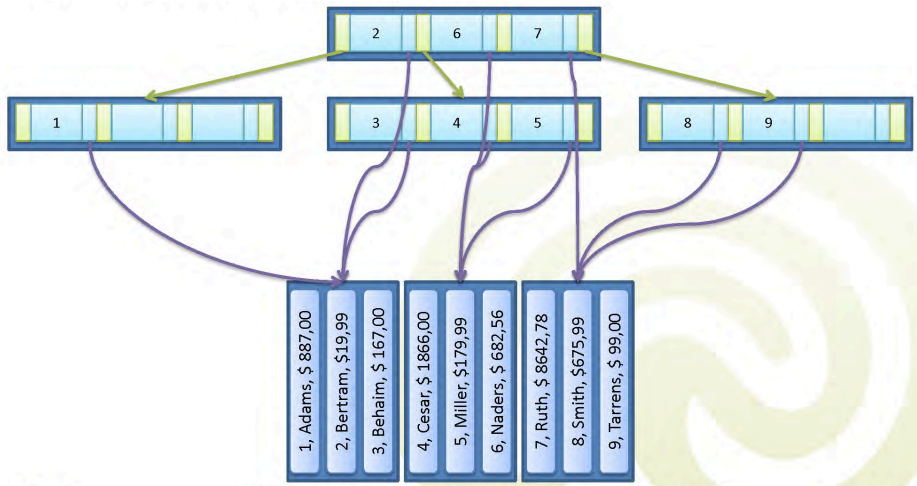 2 6 7
1
3 4 5
8 9
1, Adams, $ 887,00
2, Bertram, $19,99
3, Behaim, $ 167,00
4, Cesar, $ 1866,00
5, Miller, $179,99
6, Naders, $ 682,56
7, Ruth, $ 8642,78
8, Smith, $675,99
9, Tarrens, $ 99,00